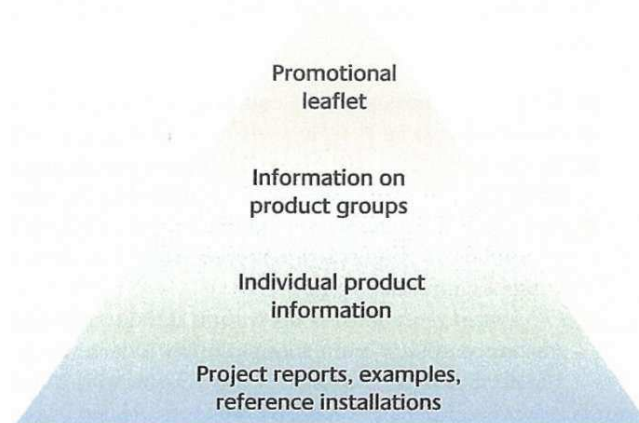 Promotional
leaflet
Information on
product groups
Individual product
information
Project reports, examples,
reference installations